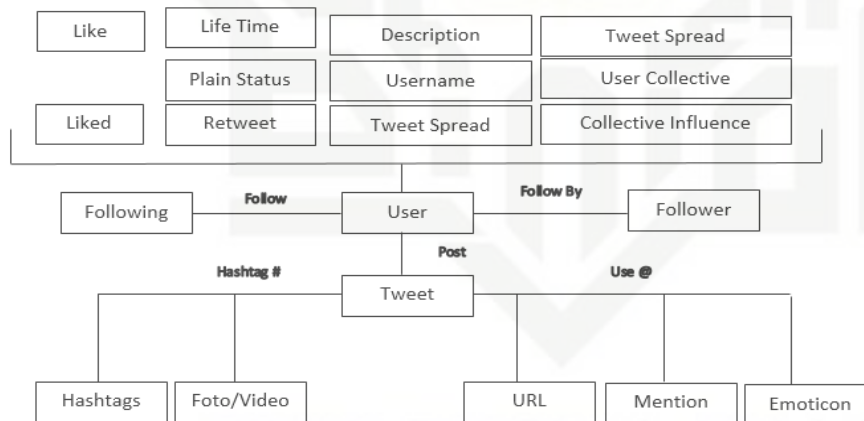 Like
Life Time
Description
Tweet Spread
Plain Status
Username
User Collective
Liked
Retweet
Tweet Spread
Collective Influence
Following
Follow
User
Follow By
Follower
Post
Hashtag #
Tweet
Use @
Hashtags
Foto/Video
URL
Mention
Emoticon